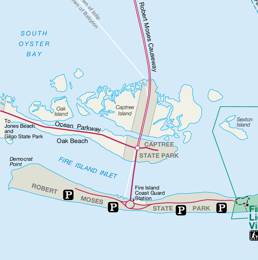 Robert Moses Causeway
SOUTH
OYSTER
BAY
Oak
Island
Captree
Island
Sexton
Island
To
Jones Beach
and
Gilgo State Park
Ocean Parkway
Oak Beach
CAPTREE
STATE PARK
Democrat
Point
FIRE ISLAND INLET
Fire Island
Coast Guard
Station
ROBERT MOSES STATE PARK
P
P
P
P